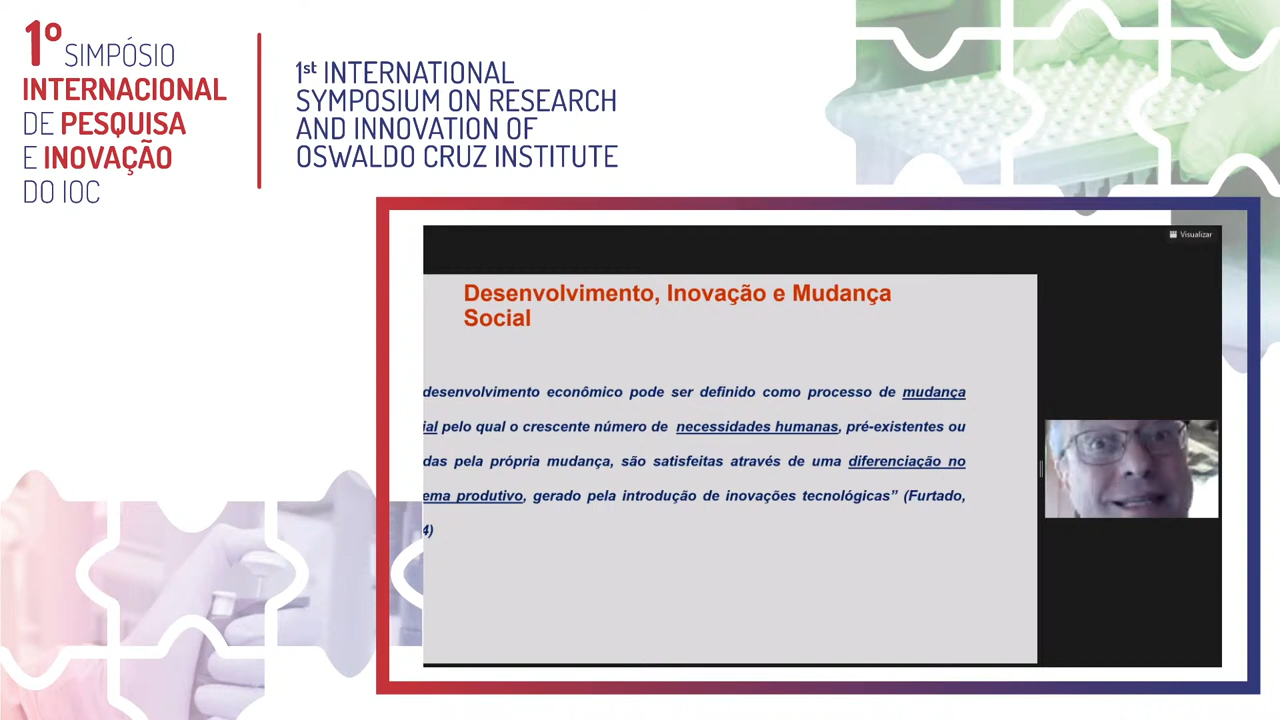 1º SIMPÓSIO
INTERNACIONAL
DE PESQUISA
E INOVAÇÃO
DO IOC
1st INTERNATIONAL
SYMPOSIUM ON RESEARCH
AND INNOVATION OF
OSWALDO CRUZ INSTITUTE
Visualizar
Desenvolvimento, Inovação e Mudança
Social
desenvolvimento econômico pode ser definido como processo de mudança
ial pelo qual o crescente número de necessidades humanas, pré-existentes ou
das pela própria mudança, são satisfeitas através de uma diferenciação no
ema produtivo, gerado pela introdução de inovações tecnológicas” (Furtado,
4)